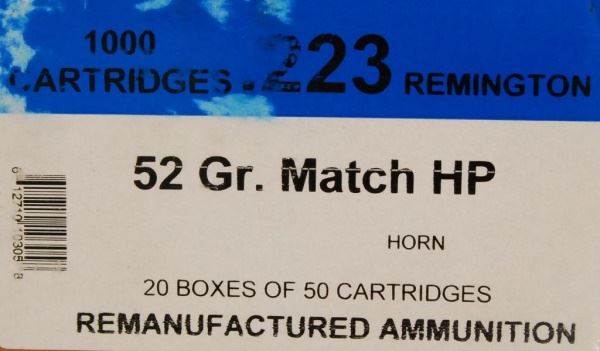 1000
CARTRIDGES .223 REMINGTON
52 Gr. Match HP
HORN
20 BOXES OF 50 CARTRIDGES
REMANUFACTURED AMMUNITION